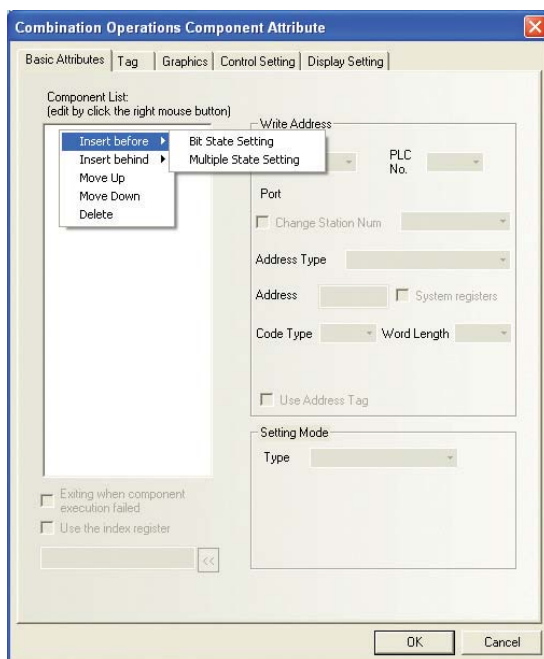 Combination Operations Component Attribute
Basic Attributes Tag Graphics Control Setting Display Setting
Component List:
(edit by click the right mouse button)
Insert before
Insert behind
Move Up
Move Down
Delete
Bit State Setting
Multiple State Setting
Exiting when component
execution failed
Use the index register
<<
Write Address
PLC
No.
Port
Change Station Num
Address Type
Address System registers
Code Type Word Length
Use Address Tag
Setting Mode
Type
OK Cancel